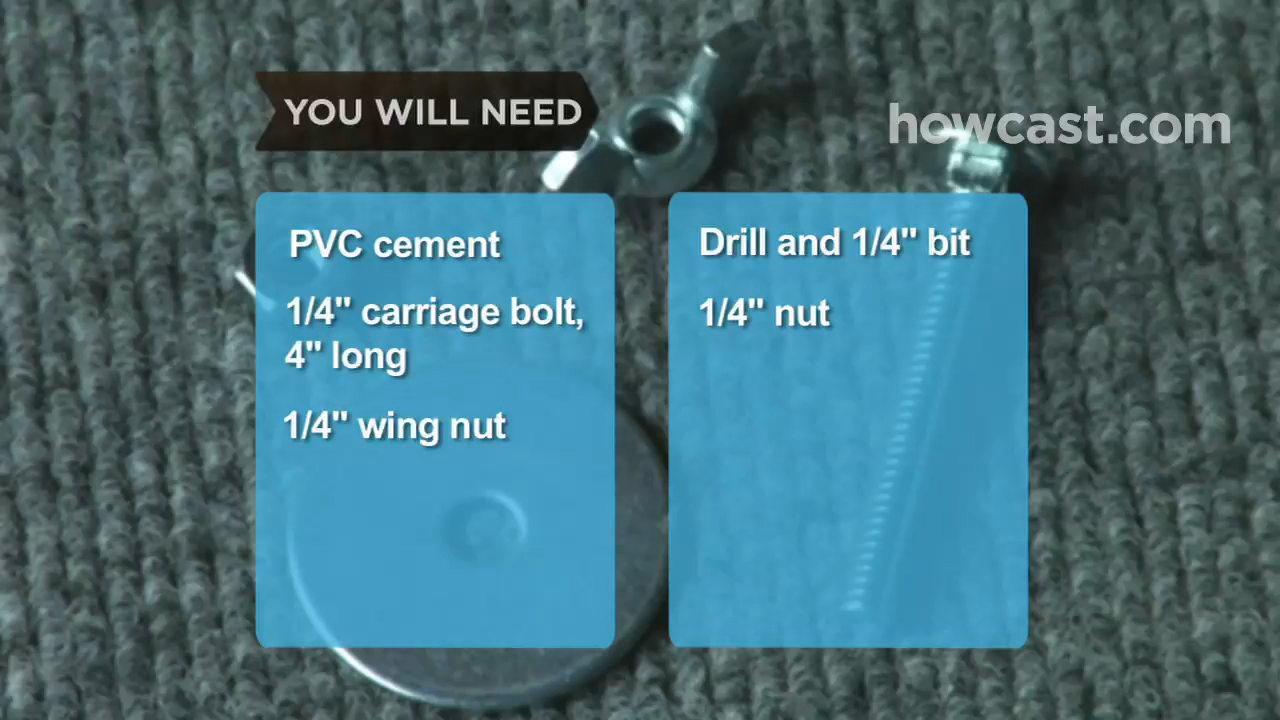 YOU WILL NEED
howcast.com
PVC cement
1/4" carriage bolt,
4" long
1/4" wing nut
Drill and 1/4" bit
1/4" nut